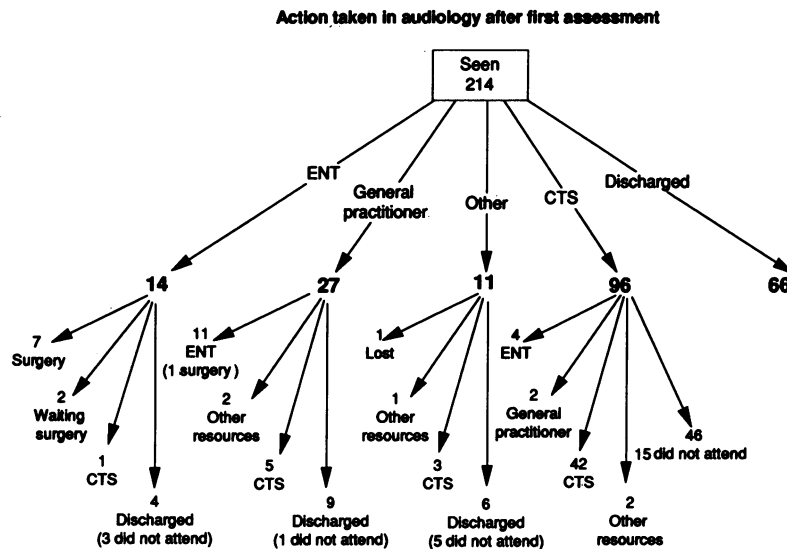 Action taken in audiology after first assessment
Seen
214
ENT
General
practitioner
Other
CTS
Discharged
14
27
11
96
66
7
Surgery
2
Waiting
surgery
1
CTS
4
Discharged
(3 did not attend)
11
ENT
(1 surgery)
2
Other
resources
5
CTS
9
Discharged
(1 did not attend)
1
Lost
1
Other
resources
3
CTS
6
Discharged
(5 did not attend)
4
ENT
2
General
practitioner
42
CTS
2
Other
resources
46
15 did not attend